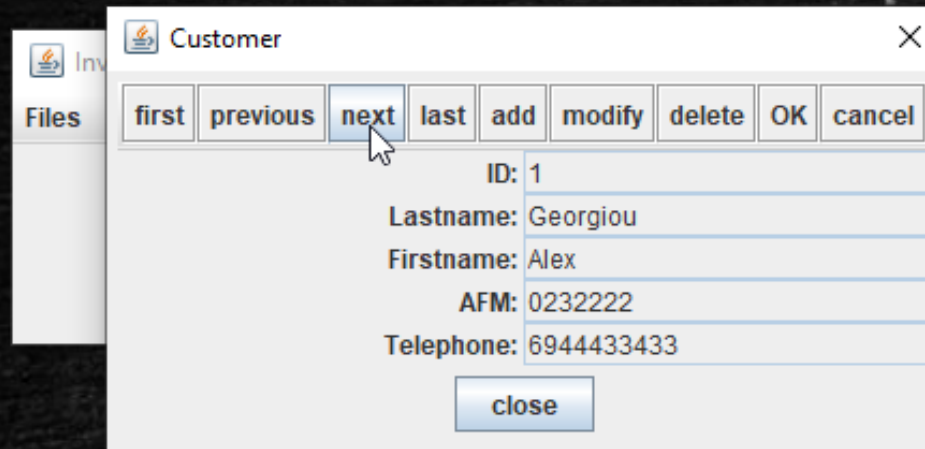 Customer
Inv
Files
first previous next last add modify delete OK cancel
ID: 1
Lastname: Georgiou
Firstname: Alex
AFM: 0232222
Telephone: 6944433433
close